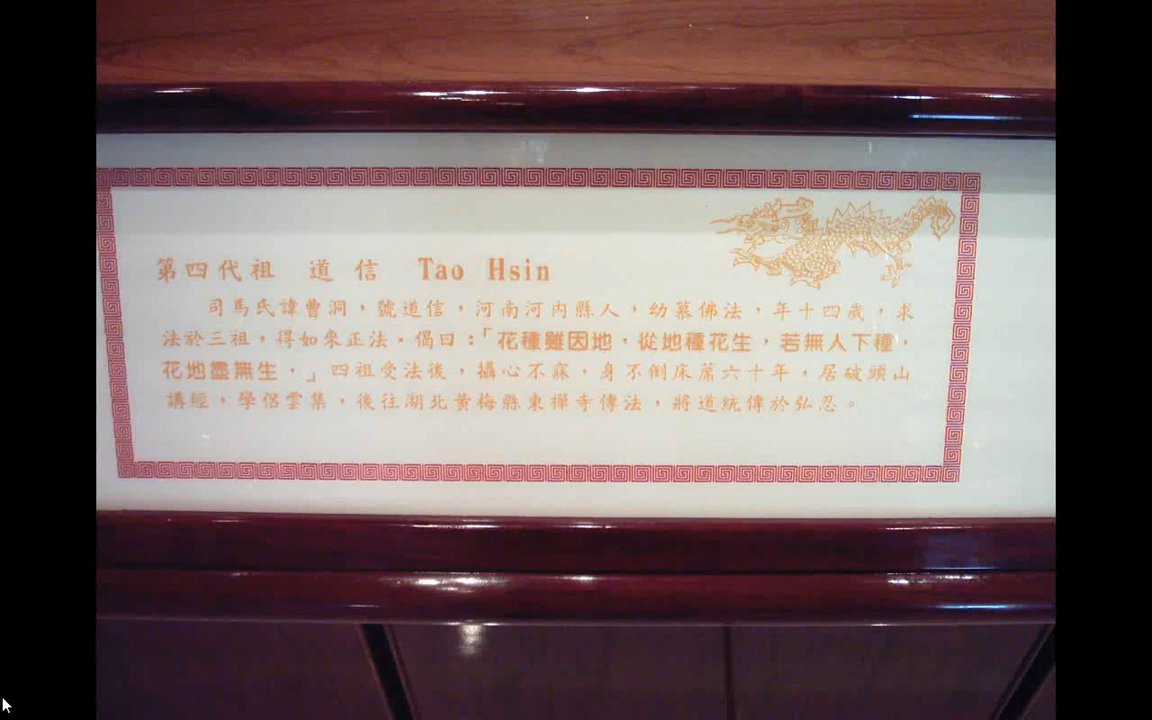 第四代祖 道信 Tao Hsin
司馬氏諱曹洞，號道信，河南河內縣人，幼慕佛法，年十四歲，求
法於三祖，得如來正法。偈曰：「花種雖因地，從地種花生，若無人下種，
花地盡無生。」四祖受法後，攝心不寐，身不倒床蓆六十年，居破頭山
講經，學侶雲集，後往湖北黃梅縣東禪寺傳法，將道統傳於弘忍。